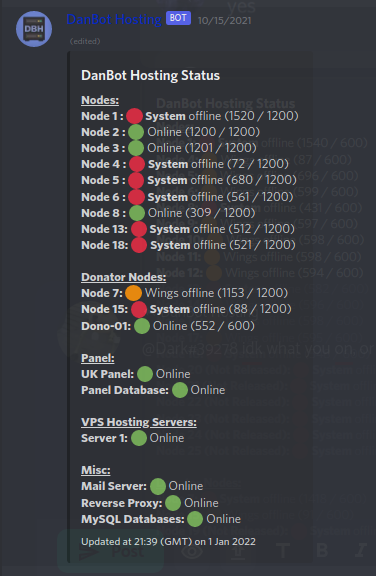 yes
DBH
DanBot Hosting BOT 10/15/2021
(edited)
DanBot Hosting Status
Nodes:
Node 1 : System offline (1520 / 1200)
Node 2 : Online (1200 / 1200)
Node 3 : Online (1201 / 1200)
Node 4 : System offline (72 / 1200)
Node 5 : System offline (680 / 1200)
Node 6 : System offline (561 / 1200)
Node 8 : Online (309 / 1200)
Node 13: System offline (512 / 1200)
Node 18: System offline (521 / 1200)
Donator Nodes:
Node 7: Wings offline (1153 / 1200)
Node 15: System offline (88 / 1200)
Dono-01: Online (552 / 600)
Panel:
UK Panel: Online
Panel Database: Online
VPS Hosting Servers:
Server 1: Online
Misc:
Mail Server: Online
Reverse Proxy: Online
MySQL Databases: Online
Updated at 21:39 (GMT) on 1 Jan 2022
Post T B I